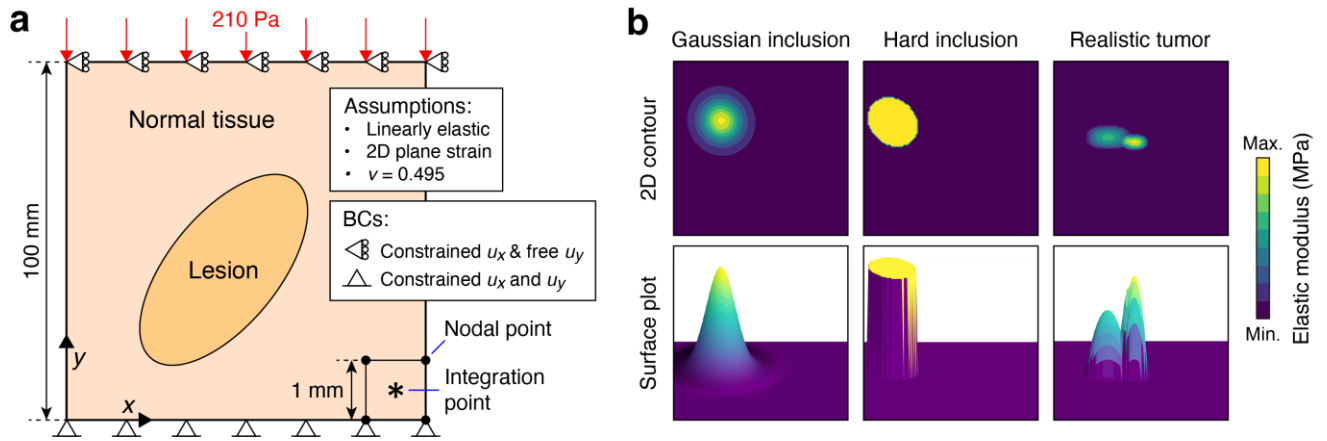 a
210 Pa
100 mm
Normal tissue
Assumptions:
• Linearly elastic
• 2D plane strain
• ν = 0.495
BCs:
Constrained uₓ & free u_y
Constrained uₓ and u_y
Lesion
Nodal point
1 mm
*
Integration
point
y
x
b
Gaussian inclusion
Hard inclusion
Realistic tumor
2D contour
Surface plot
Max.
Min.
Elastic modulus (MPa)